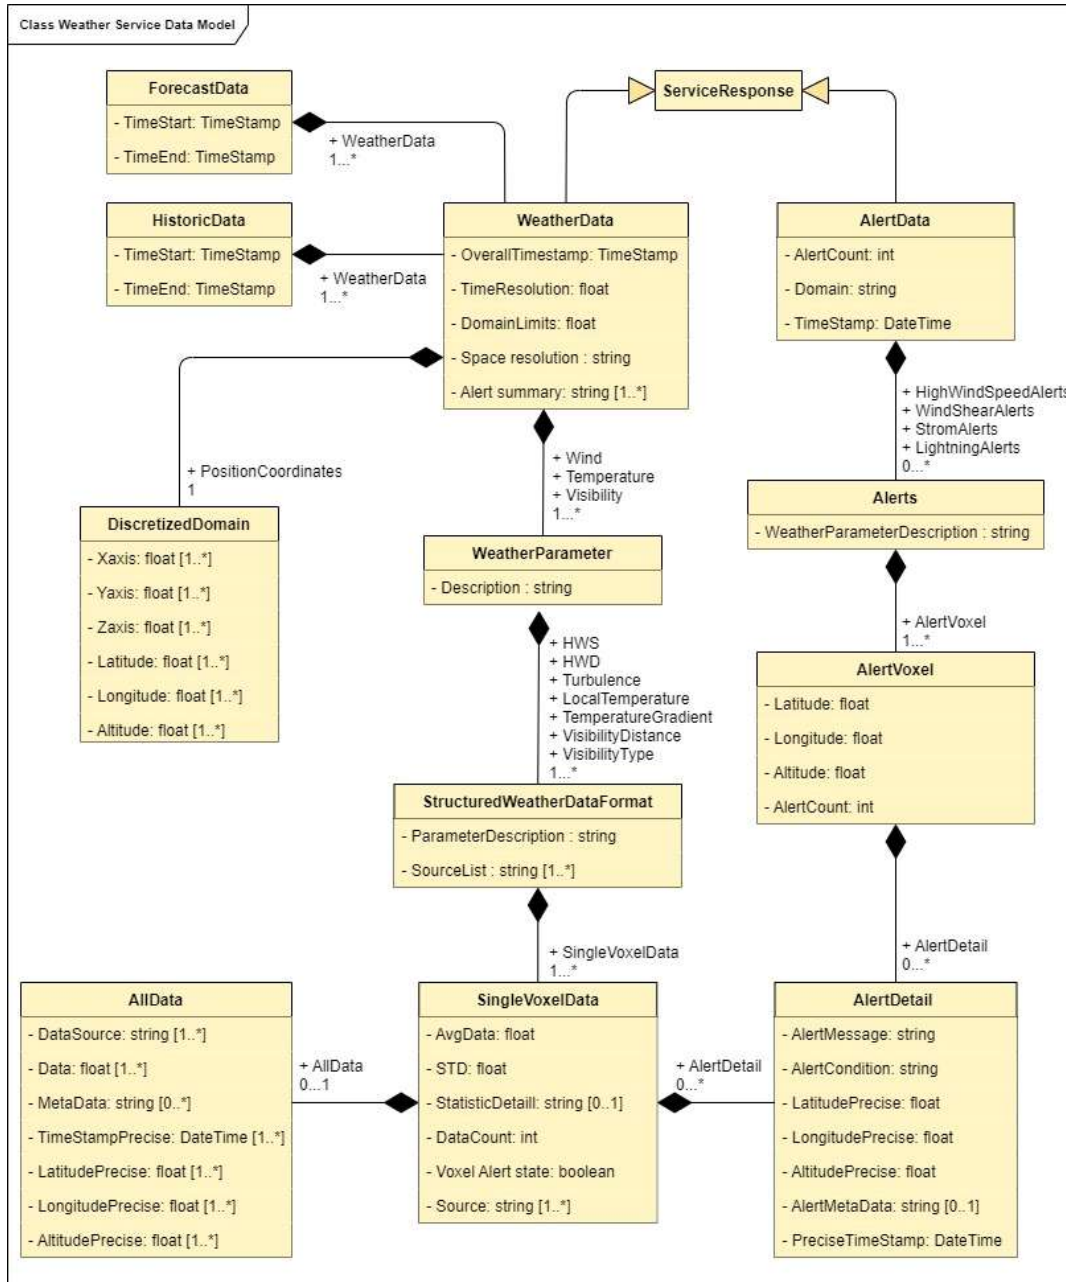 Class Weather Service Data Model
ForecastData
- TimeStart: TimeStamp
- TimeEnd: TimeStamp
+ WeatherData
1...*
ServiceResponse
HistoricData
- TimeStart: TimeStamp
- TimeEnd: TimeStamp
+ WeatherData
1...*
WeatherData
- OverallTimestamp: TimeStamp
- TimeResolution: float
- DomainLimits: float
- Space resolution : string
- Alert summary: string [1..*]
AlertData
- AlertCount: int
- Domain: string
- TimeStamp: DateTime
+ HighWindSpeedAlerts
+ WindShearAlerts
+ StromAlerts
+ LightningAlerts
0...*
+ PositionCoordinates
1
+ Wind
+ Temperature
+ Visibility
1...*
Alerts
- WeatherParameterDescription : string
DiscretizedDomain
- Xaxis: float [1..*]
- Yaxis: float [1..*]
- Zaxis: float [1..*]
- Latitude: float [1..*]
- Longitude: float [1..*]
- Altitude: float [1..*]
WeatherParameter
- Description : string
+ AlertVoxel
1...*
+ HWS
+ HWD
+ Turbulence
+ LocalTemperature
+ TemperatureGradient
+ VisibilityDistance
+ VisibilityType
1...*
AlertVoxel
- Latitude: float
- Longitude: float
- Altitude: float
- AlertCount: int
StructuredWeatherDataFormat
- ParameterDescription : string
- SourceList : string [1..*]
+ SingleVoxelData
1...*
+ AlertDetail
0...*
AllData
- DataSource: string [1..*]
- Data: float [1..*]
- MetaData: string [0..*]
- TimeStampPrecise: DateTime [1..*]
- LatitudePrecise: float [1..*]
- LongitudePrecise: float [1..*]
- AltitudePrecise: float [1..*]
+ AllData
0...1
SingleVoxelData
- AvgData: float
- STD: float
- StatisticDetaill: string [0..1]
- DataCount: int
- Voxel Alert state: boolean
- Source: string [1..*]
+ AlertDetail
0...*
AlertDetail
- AlertMessage: string
- AlertCondition: string
- LatitudePrecise: float
- LongitudePrecise: float
- AltitudePrecise: float
- AlertMetaData: string [0..1]
- PreciseTimeStamp: DateTime